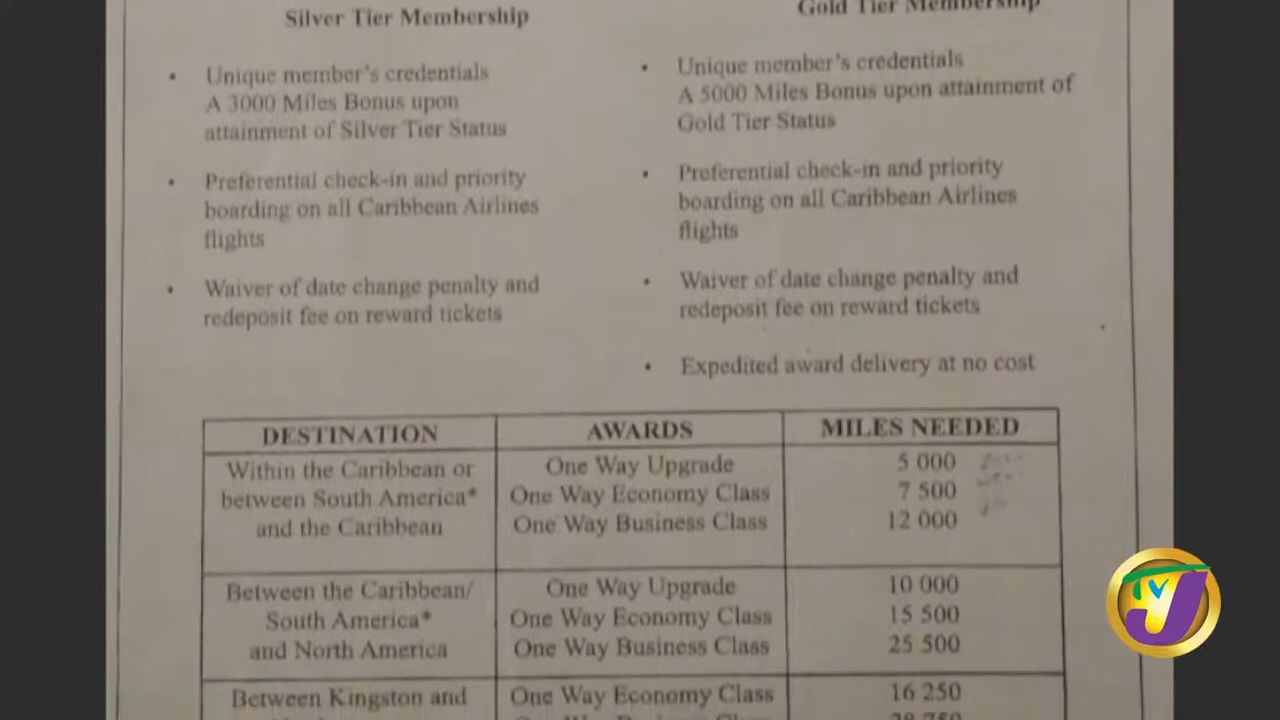 Silver Tier Membership
• Unique member's credentials
A 3000 Miles Bonus upon
attainment of Silver Tier Status
• Preferential check-in and priority
boarding on all Caribbean Airlines
flights
• Waiver of date change penalty and
redeposit fee on reward tickets
Gold Tier Membership
• Unique member's credentials
A 5000 Miles Bonus upon attainment of
Gold Tier Status
• Preferential check-in and priority
boarding on all Caribbean Airlines
flights
• Waiver of date change penalty and
redeposit fee on reward tickets
• Expedited award delivery at no cost
DESTINATION AWARDS MILES NEEDED
Within the Caribbean or One Way Upgrade 5 000
between South America* One Way Economy Class 7 500
and the Caribbean One Way Business Class 12 000
Between the Caribbean/ One Way Upgrade 10 000
South America* One Way Economy Class 15 500
and North America One Way Business Class 25 500
Between Kingston and One Way Economy Class 16 250
TVJ